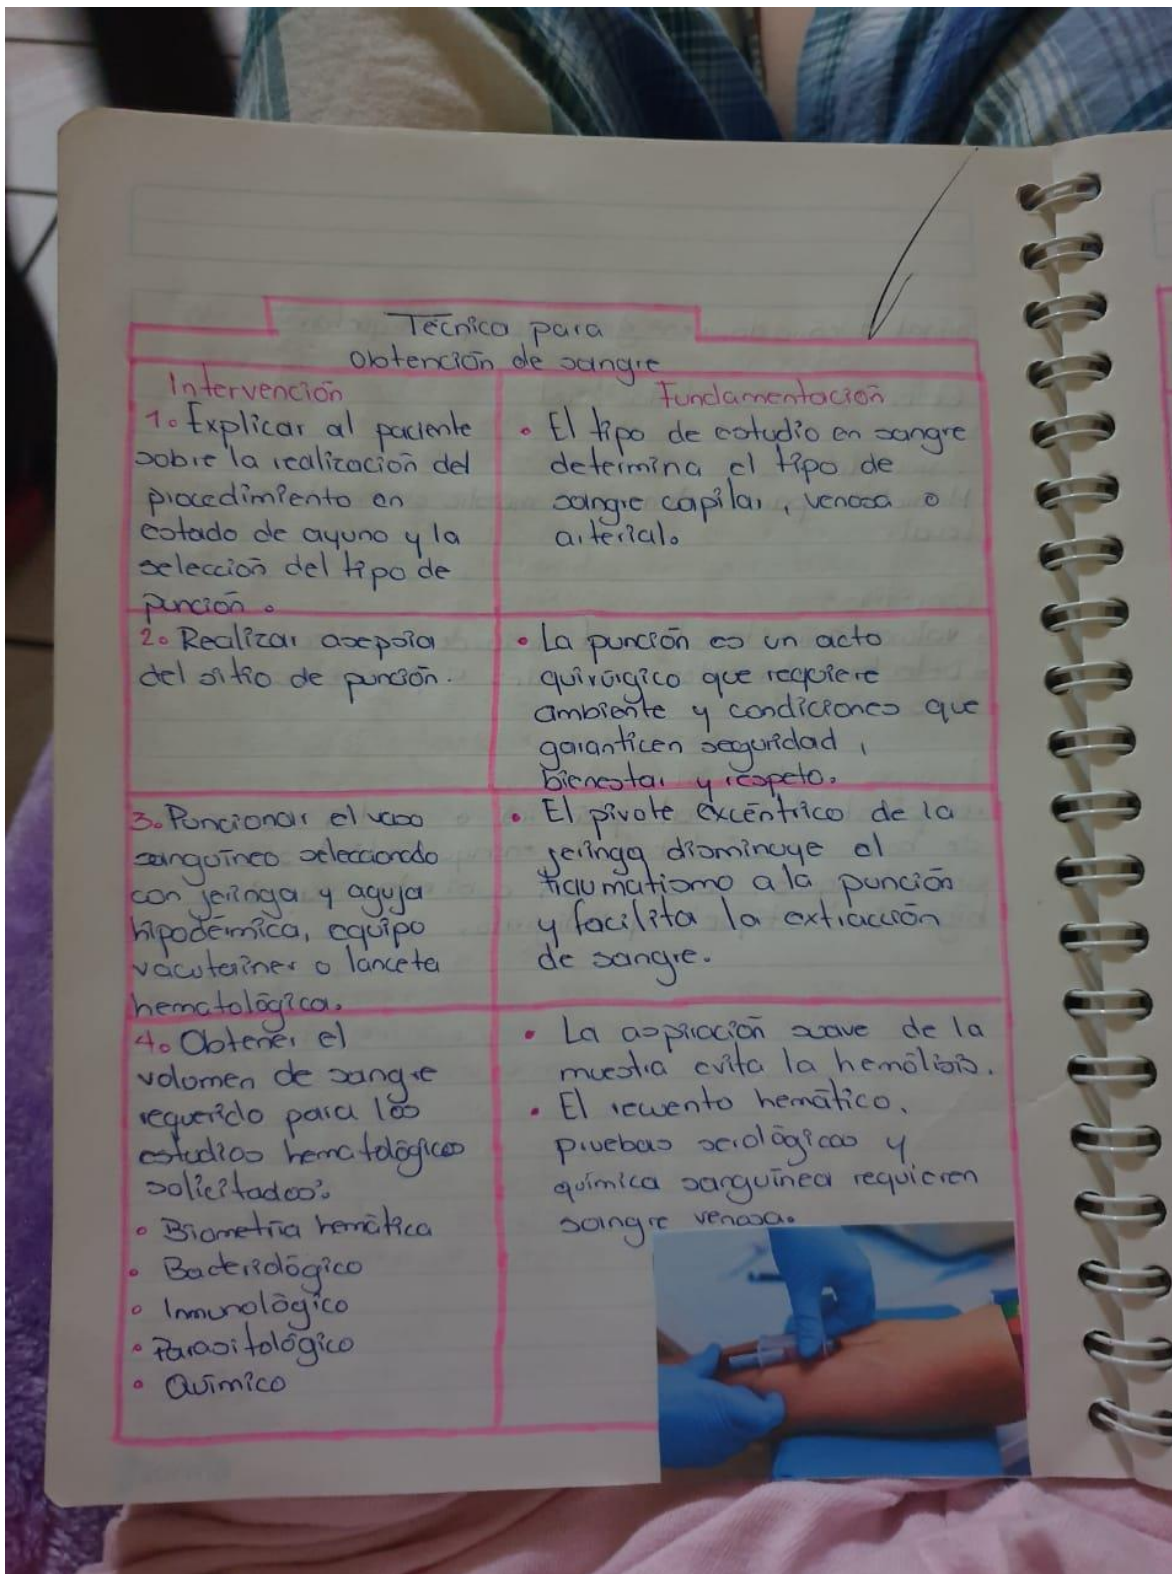 Técnica para
Obtención de sangre
Intervención
1. Explicar al paciente
sobre la realización del
procedimiento en
estado de ayuno y la
selección del tipo de
punción.
Fundamentación
• El tipo de estudio en sangre
determina el tipo de
sangre capilar, venosa o
arterial.
2. Realizar asepsia
del sitio de punción.
• La punción es un acto
quirúrgico que requiere
ambiente y condiciones que
garanticen seguridad,
bienestar y respeto.
3. Puncionar el vaso
sanguíneo seleccionado
con jeringa y aguja
hipodémica, equipo
vacutainer o lanceta
hematológica.
• El pivote excéntrico de la
jeringa disminuye el
traumatismo a la punción
y facilita la extracción
de sangre.
4. Obtener el
volumen de sangre
requerido para los
estudios hematológicos
solicitados:
• Biometría hemática
• Bacteriológico
• Inmunológico
• Parasitológico
• Químico
• La aspiración suave de la
muestra evita la hemólisis.
• El recuento hemático,
pruebas serológicas y
química sanguínea requieren
sangre venosa.